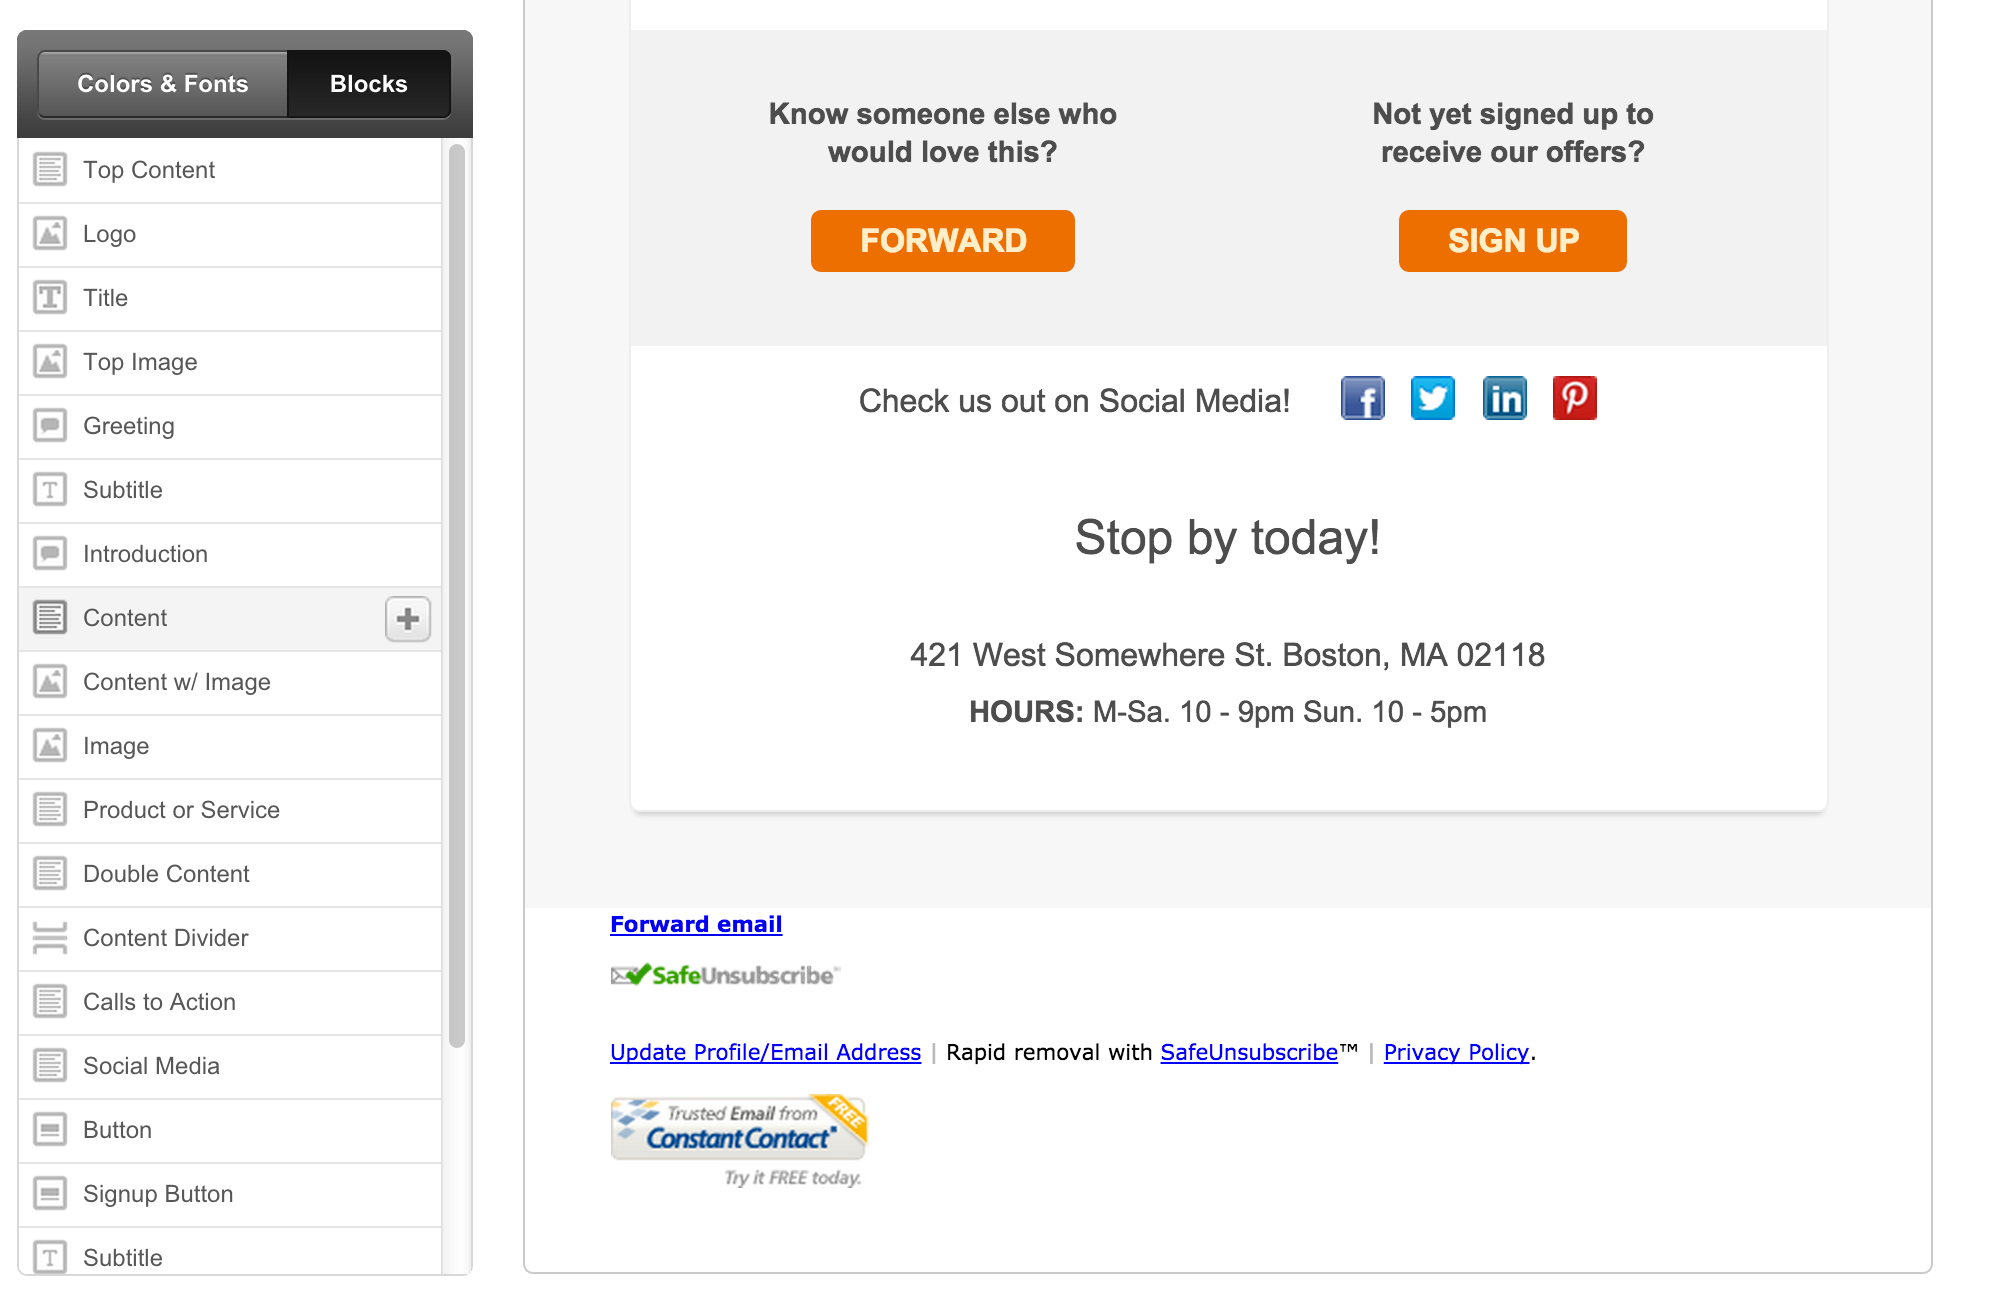 Colors & Fonts
Blocks
Top Content
Logo
Title
Top Image
Greeting
Subtitle
Introduction
Content
Content w/ Image
Image
Product or Service
Double Content
Content Divider
Calls to Action
Social Media
Button
Signup Button
Subtitle
Know someone else who
would love this?
FORWARD
Not yet signed up to
receive our offers?
SIGN UP
Check us out on Social Media!
Stop by today!
421 West Somewhere St. Boston, MA 02118
HOURS: M-Sa. 10 - 9pm Sun. 10 - 5pm
Forward email
SafeUnsubscribe™
Update Profile/Email Address | Rapid removal with SafeUnsubscribe™ | Privacy Policy.
Trusted Email from
Constant Contact
FREE
Try it FREE today.